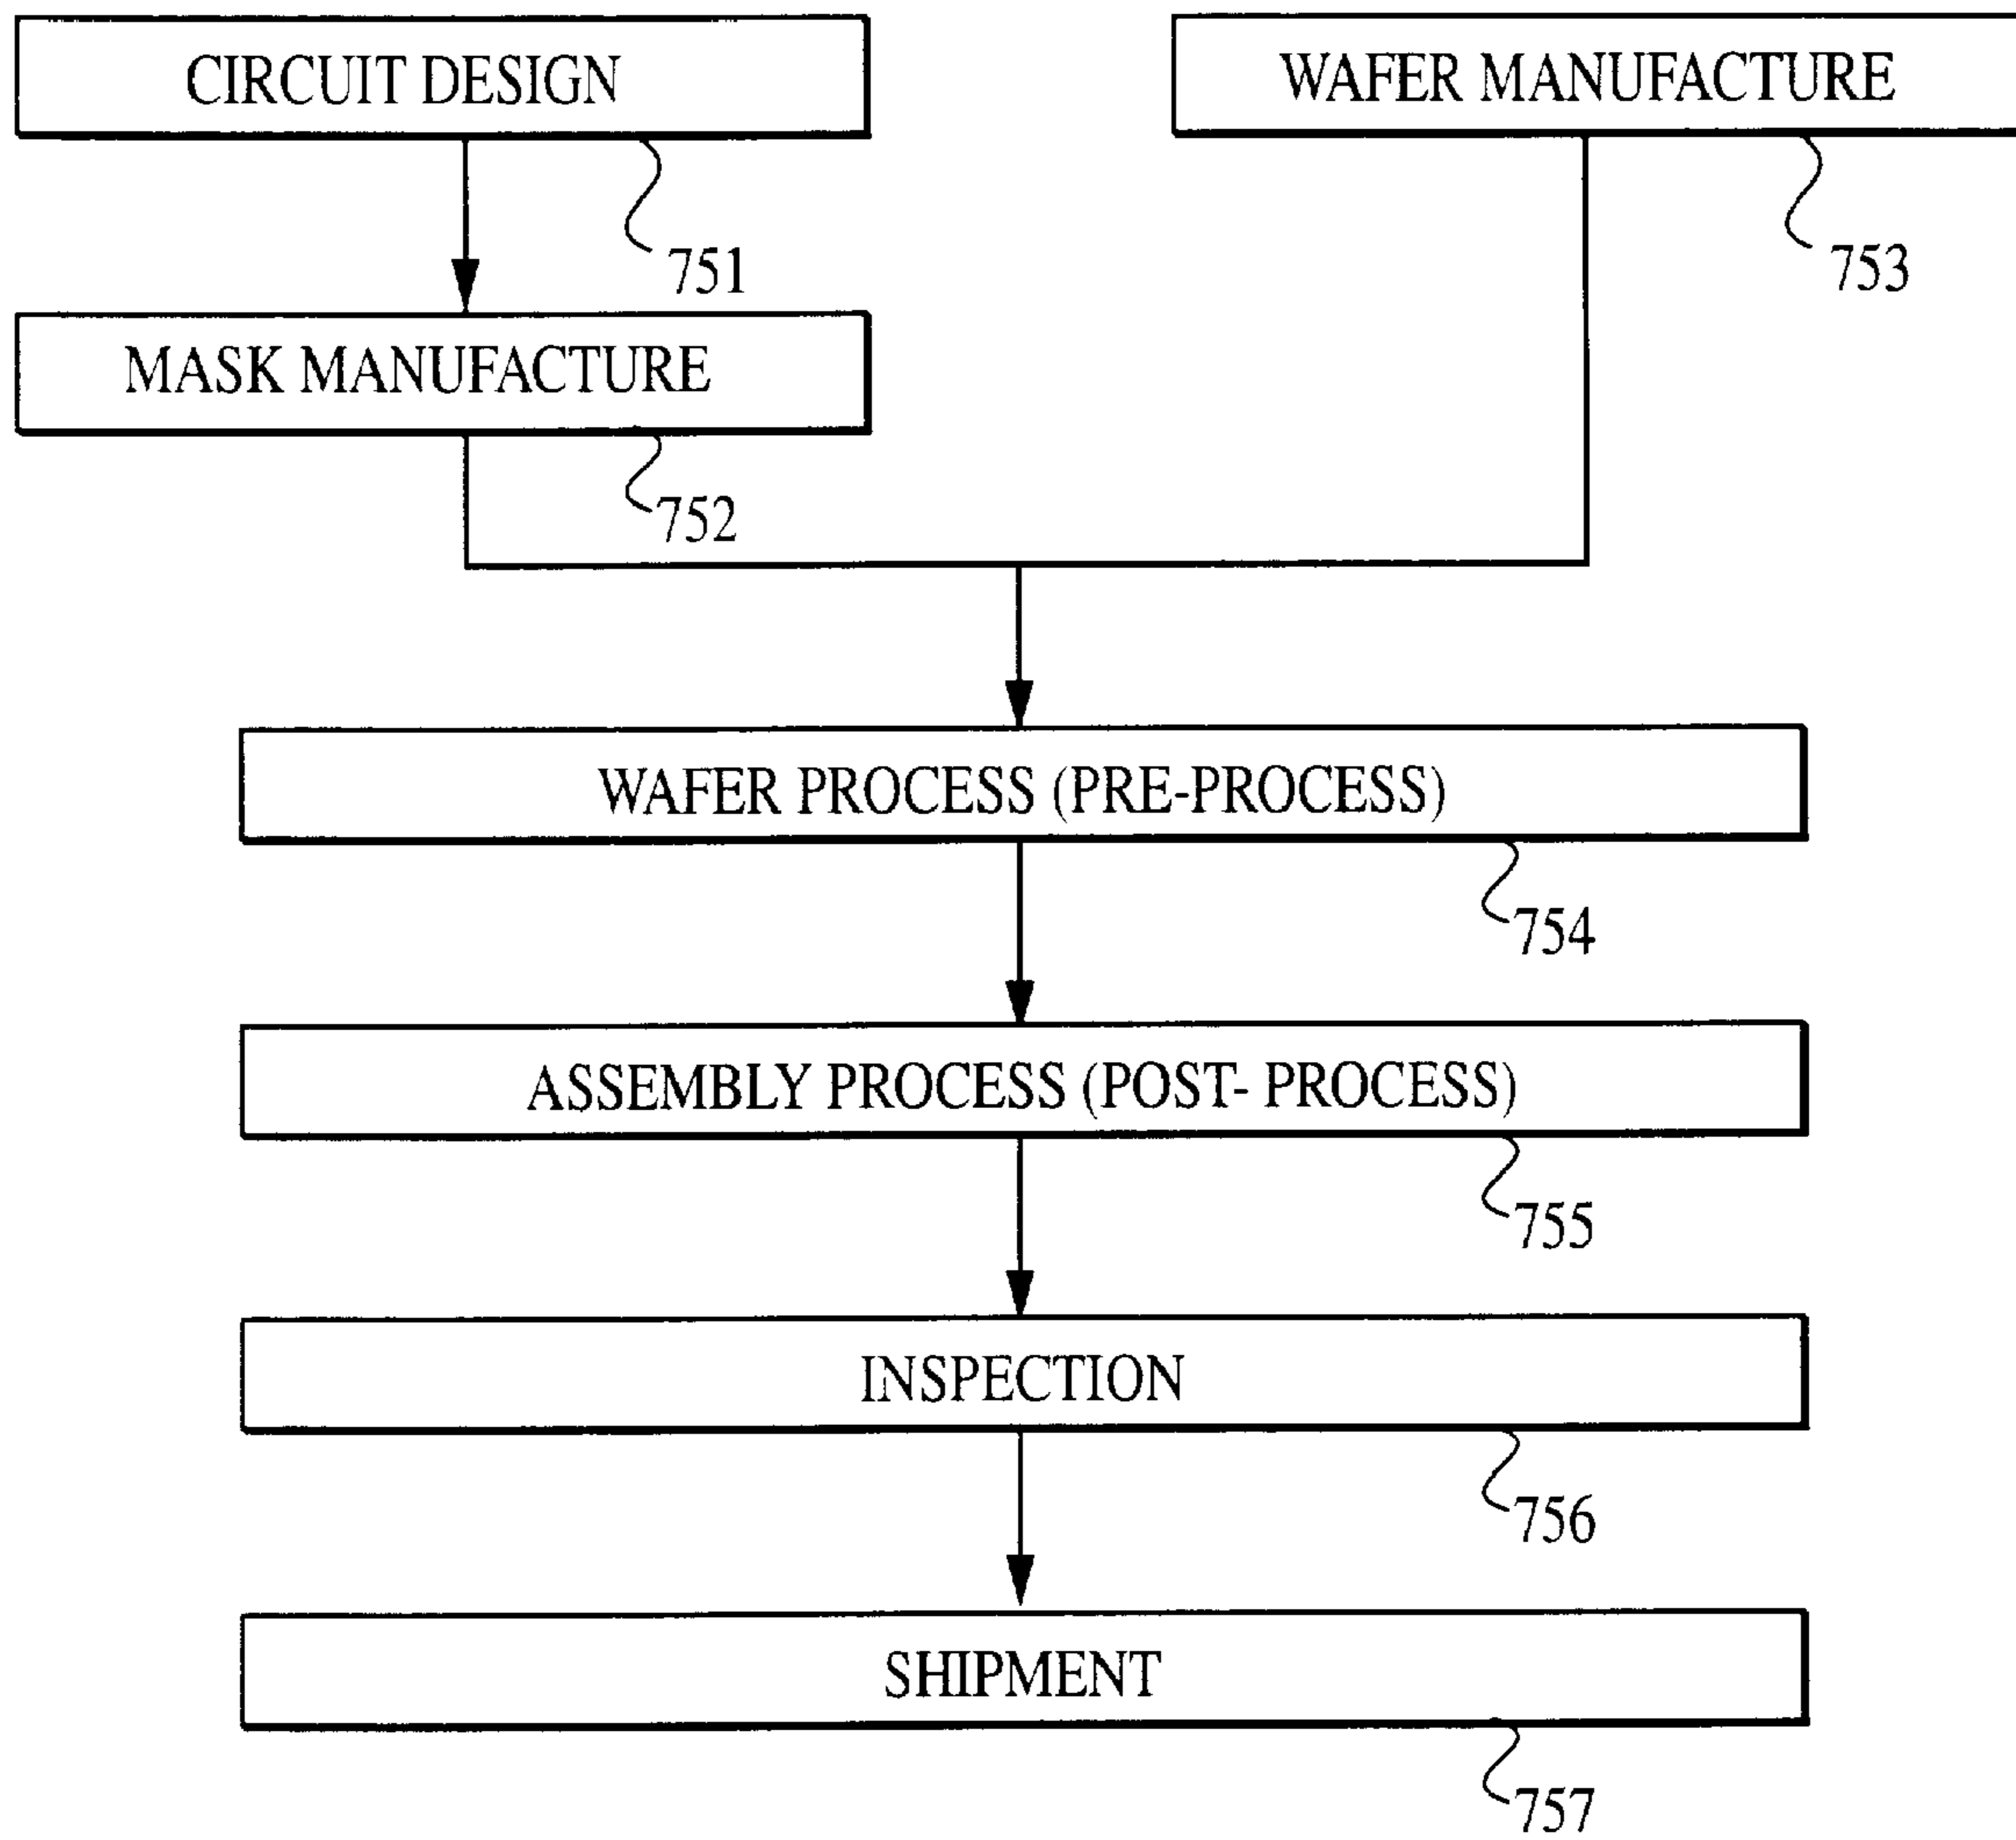 CIRCUIT DESIGN
WAFER MANUFACTURE
751
753
MASK MANUFACTURE
752
WAFER PROCESS (PRE-PROCESS)
754
ASSEMBLY PROCESS (POST- PROCESS)
755
INSPECTION
756
SHIPMENT
757